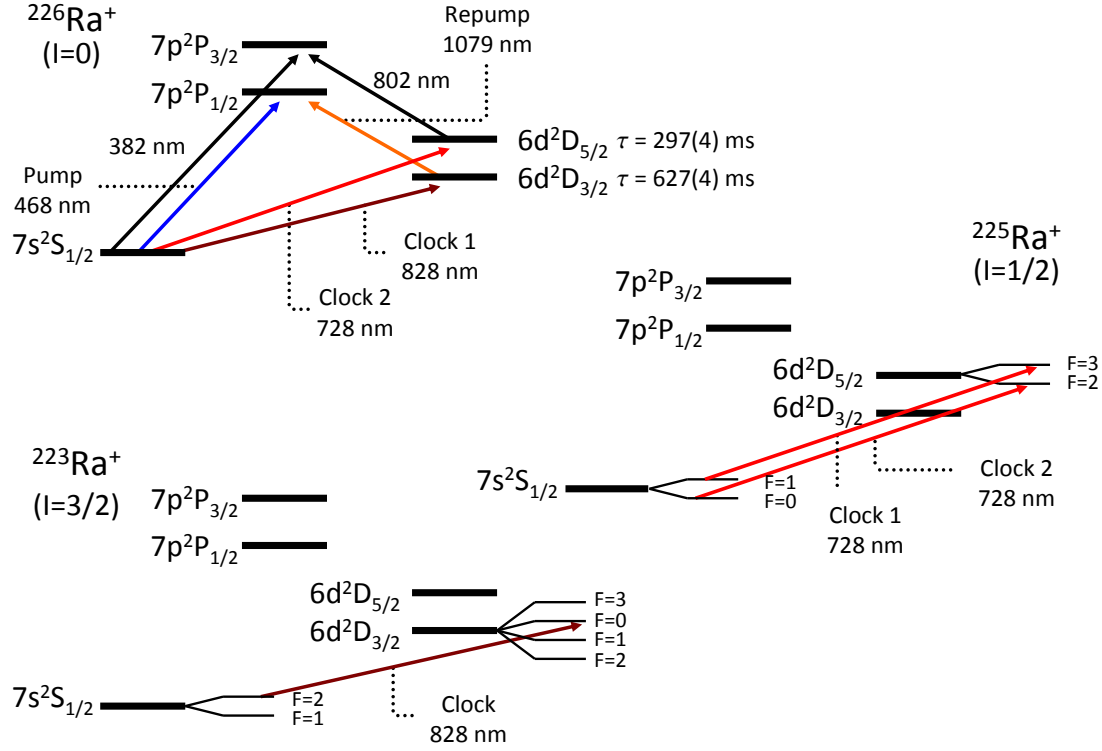 ²²⁶Ra⁺
(I=0)
7p²P₃/₂
7p²P₁/₂
Repump
1079 nm
802 nm
382 nm
6d²D₅/₂ τ = 297(4) ms
6d²D₃/₂ τ = 627(4) ms
Pump
468 nm
7s²S₁/₂
Clock 1
828 nm
Clock 2
728 nm
²²⁵Ra⁺
(I=1/2)
7p²P₃/₂
7p²P₁/₂
6d²D₅/₂
F=3
F=2
6d²D₃/₂
7s²S₁/₂
F=1
F=0
Clock 2
728 nm
Clock 1
728 nm
²²³Ra⁺
(I=3/2)
7p²P₃/₂
7p²P₁/₂
6d²D₅/₂
6d²D₃/₂
F=3
F=0
F=1
F=2
7s²S₁/₂
F=2
F=1
Clock
828 nm